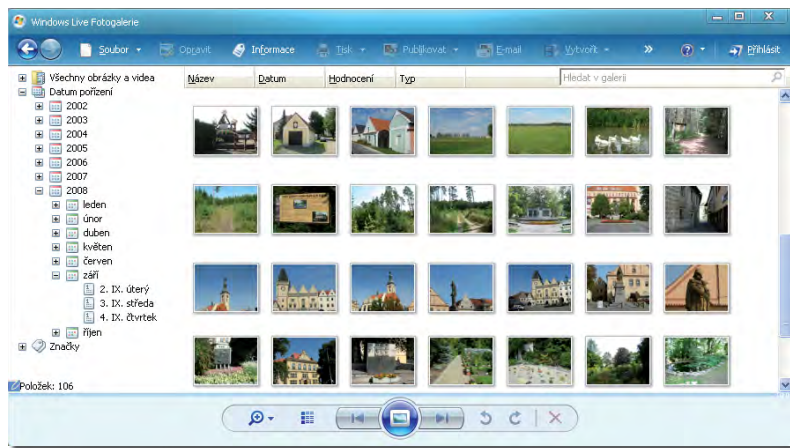 Windows Live Fotogalerie
Soubor Opravit Informace Tisk Publikovat E-mail Vytvořit » Přihlásit
Název Datum Hodnocení Typ Hledat v galerii
Všechny obrázky a videa
Datum pořízení
2002
2003
2004
2005
2006
2007
2008
leden
únor
duben
květen
červen
září
2. IX. úterý
3. IX. středa
4. IX. čtvrtek
říjen
Značky
Položek: 106